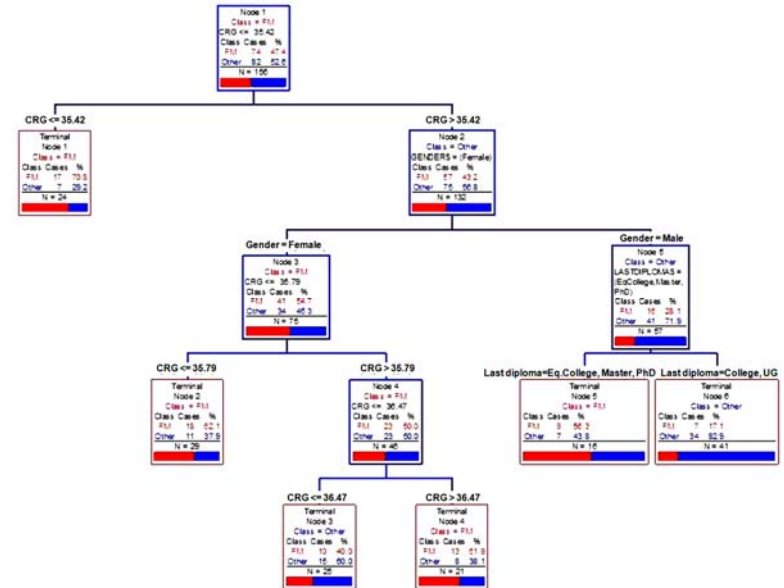 Node 1
Class = FM
CRG <= 35.42
Class Cases %
FM 74 47.4
Other 82 52.6
N = 156
CRG <= 35.42
CRG > 35.42
Terminal
Node 1
Class = FM
Class Cases %
FM 17 70.8
Other 7 29.2
N = 24
Node 2
Class = Other
GENDER$ = (Female)
Class Cases %
FM 57 43.2
Other 75 56.8
N = 132
Gender = Female
Gender = Male
Node 3
Class = FM
CRG <= 35.79
Class Cases %
FM 41 54.7
Other 34 45.3
N = 75
Node 5
Class = Other
LASTDIPLOMA$ =
(EqCollege,Master,
PhD)
Class Cases %
FM 16 28.1
Other 41 71.9
N = 57
CRG <= 35.79
CRG > 35.79
Last diploma=Eq.College, Master, PhD
Last diploma=College, UG
Terminal
Node 2
Class = FM
Class Cases %
FM 18 62.1
Other 11 37.9
N = 29
Node 4
Class = FM
CRG <= 36.47
Class Cases %
FM 23 50.0
Other 23 50.0
N = 46
Terminal
Node 5
Class = FM
Class Cases %
FM 9 56.3
Other 7 43.8
N = 16
Terminal
Node 6
Class = Other
Class Cases %
FM 7 17.1
Other 34 82.9
N = 41
CRG <= 36.47
CRG > 36.47
Terminal
Node 3
Class = Other
Class Cases %
FM 10 40.0
Other 15 60.0
N = 25
Terminal
Node 4
Class = FM
Class Cases %
FM 13 61.9
Other 8 38.1
N = 21